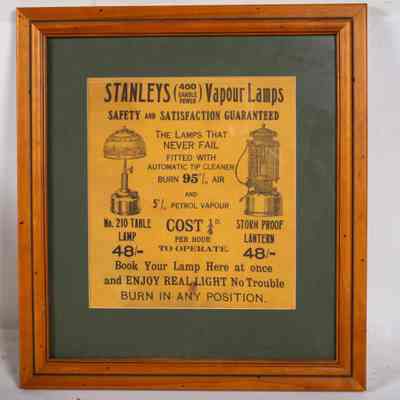 STANLEYS (400 CANDLE POWER) Vapour Lamps
SAFETY AND SATISFACTION GUARANTEED
THE LAMPS THAT
NEVER FAIL
FITTED WITH
AUTOMATIC TIP CLEANER
BURN 95% AIR
AND
5% PETROL VAPOUR
No. 210 TABLE
LAMP
48/-
COST ¼D.
PER HOUR
TO OPERATE.
STORM PROOF
LANTERN
48/-
Book Your Lamp Here at once
and ENJOY REAL LIGHT No Trouble
BURN IN ANY POSITION.